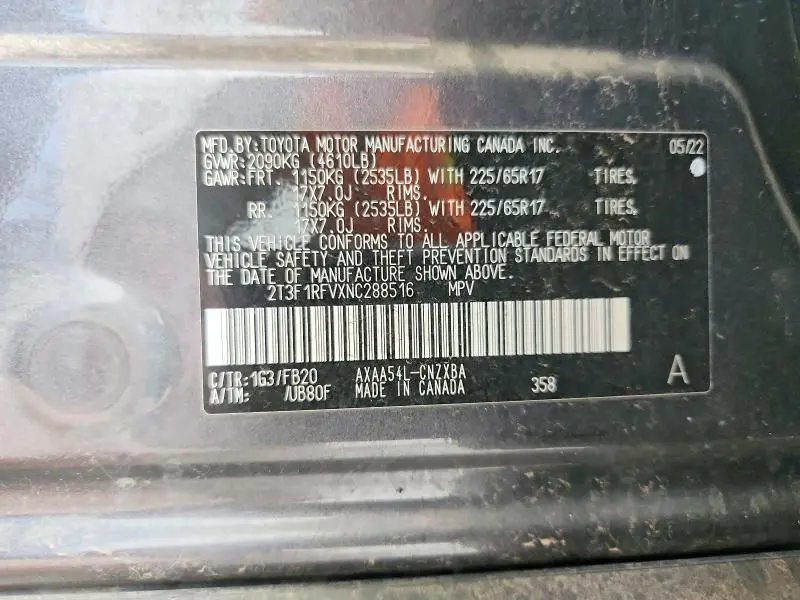 MFD.BY:TOYOTA MOTOR MANUFACTURING CANADA INC. 05/22
GVWR:2090KG (4610LB)
GAWR:FRT. 1150KG (2535LB) WITH 225/65R17 TIRES,
17X7.0J RIMS.
RR. 1150KG (2535LB) WITH 225/65R17 TIRES,
17X7.0J RIMS.
THIS VEHICLE CONFORMS TO ALL APPLICABLE FEDERAL MOTOR
VEHICLE SAFETY AND THEFT PREVENTION STANDARDS IN EFFECT ON
THE DATE OF MANUFACTURE SHOWN ABOVE.
2T3F1RFVXNC288516 MPV
C/TR:1G3/FB20 AXAA54L-CNZXBA
A/TM: /UB80F MADE IN CANADA 358 A